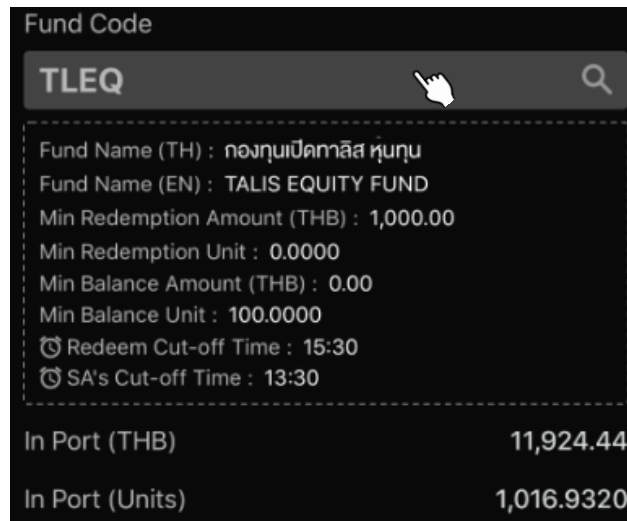 Fund Code
TLEQ
Fund Name (TH) : กองทุนเปิดทาลิส หุ้นทุน
Fund Name (EN) : TALIS EQUITY FUND
Min Redemption Amount (THB) : 1,000.00
Min Redemption Unit : 0.0000
Min Balance Amount (THB) : 0.00
Min Balance Unit : 100.0000
Redeem Cut-off Time : 15:30
SA's Cut-off Time : 13:30
In Port (THB) 11,924.44
In Port (Units) 1,016.9320